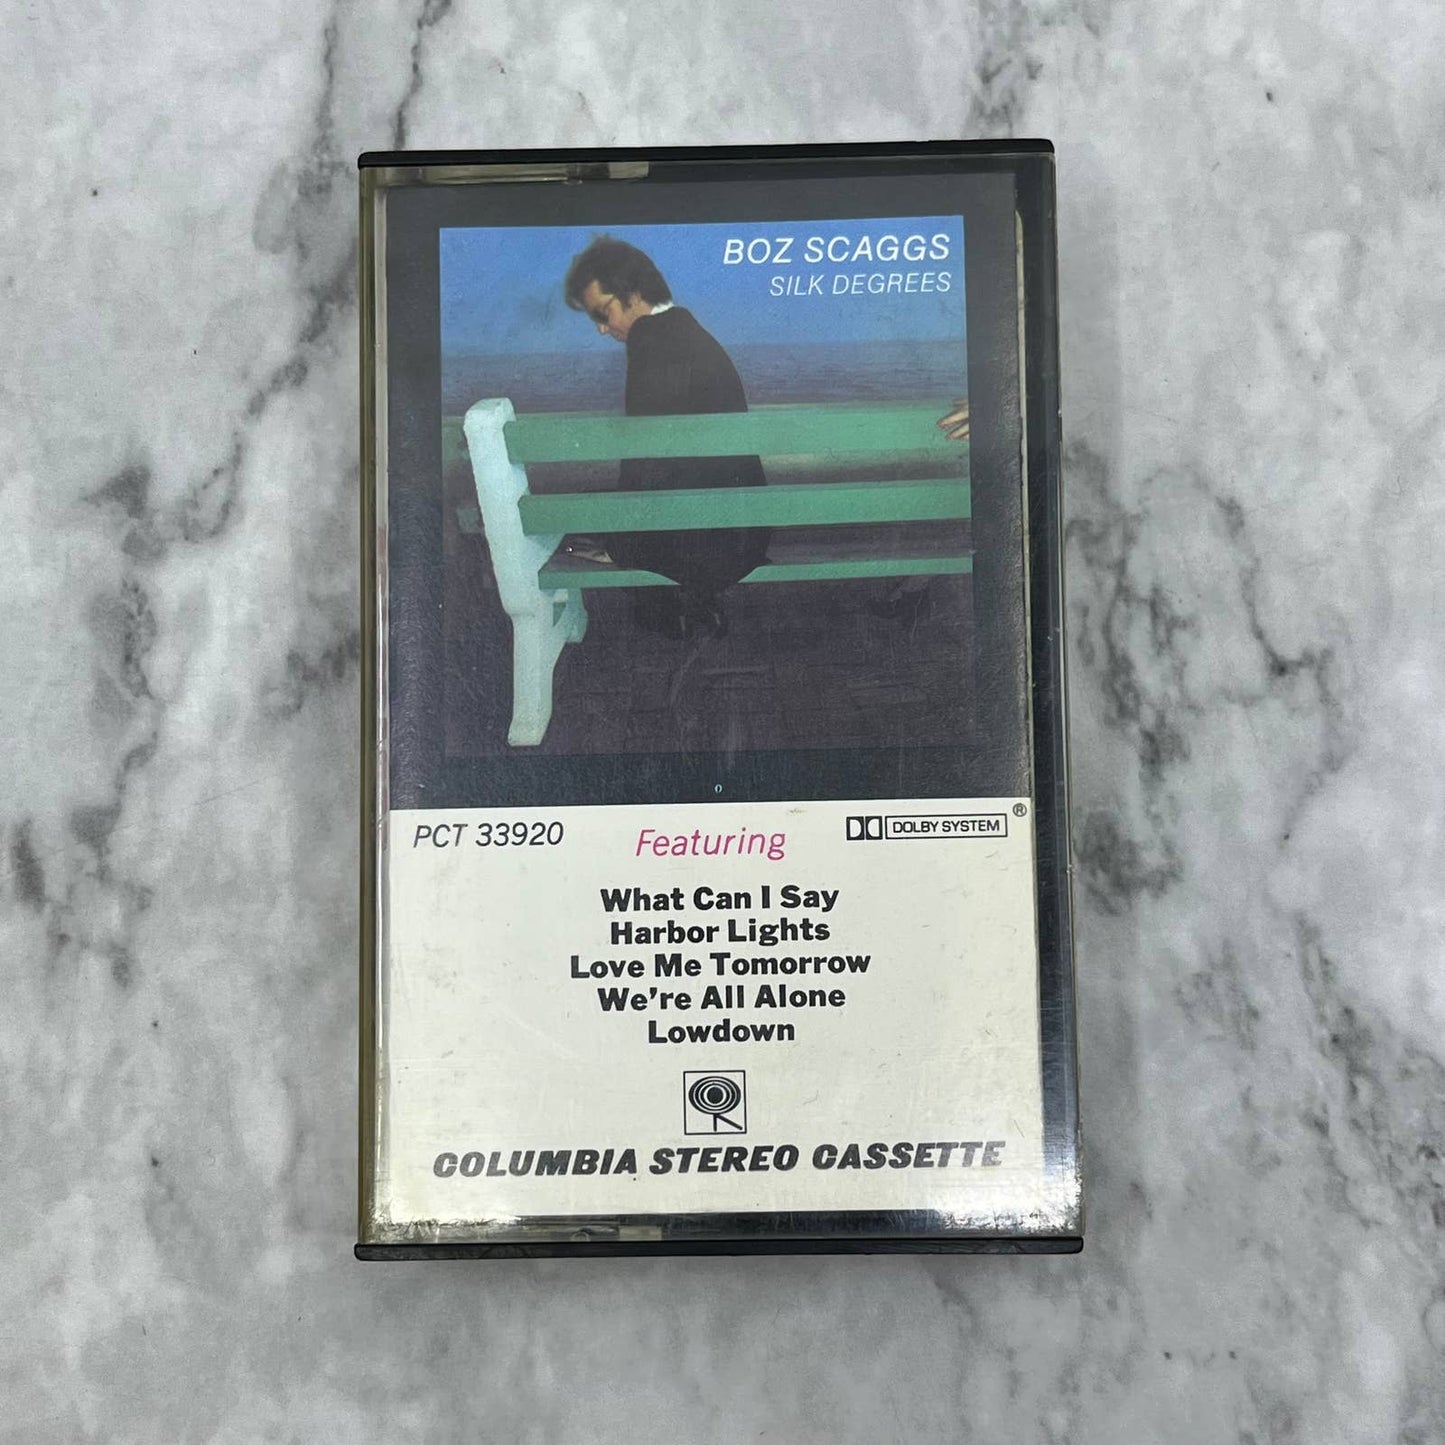 BOZ SCAGGS
SILK DEGREES
PCT 33920
Featuring
DOLBY SYSTEM ®
What Can I Say
Harbor Lights
Love Me Tomorrow
We're All Alone
Lowdown
COLUMBIA STEREO CASSETTE